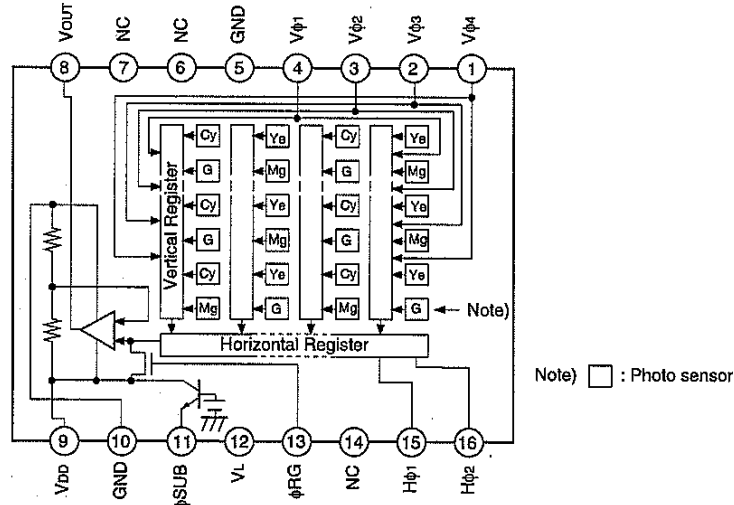 VOUT NC NC GND Vϕ1 Vϕ2 Vϕ3 Vϕ4
8 7 6 5 4 3 2 1
Vertical Register
Cy Ye Cy Ye
G Mg G Mg
Cy Ye Cy Ye
G Mg G Mg
Cy Ye Cy Ye
Mg G Mg G
Note)
Horizontal Register
Note) : Photo sensor
9 10 11 12 13 14 15 16
VDD GND ϕSUB VL ϕRG NC Hϕ1 Hϕ2